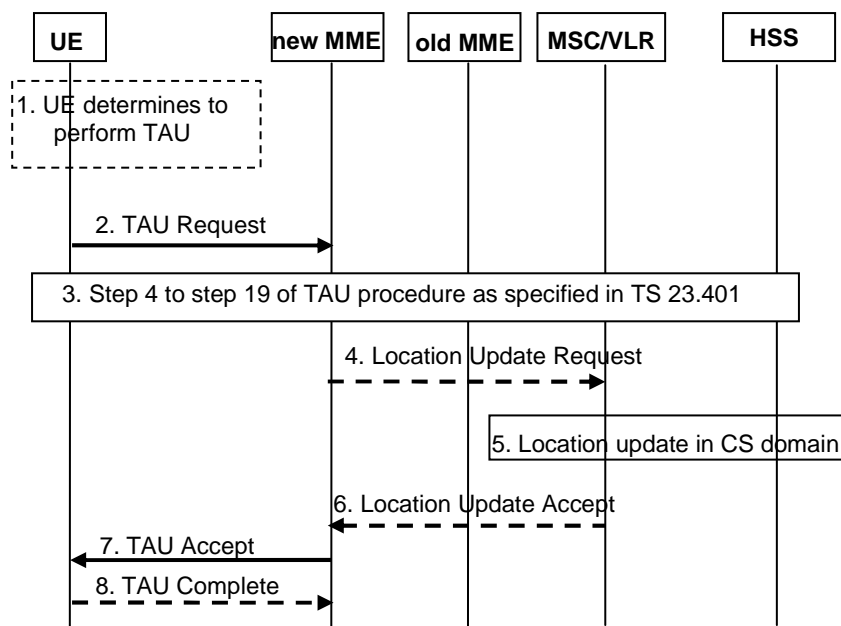 UE
new MME
old MME
MSC/VLR
HSS
1. UE determines to
perform TAU
2. TAU Request
3. Step 4 to step 19 of TAU procedure as specified in TS 23.401
4. Location Update Request
5. Location update in CS domain
6. Location Update Accept
7. TAU Accept
8. TAU Complete